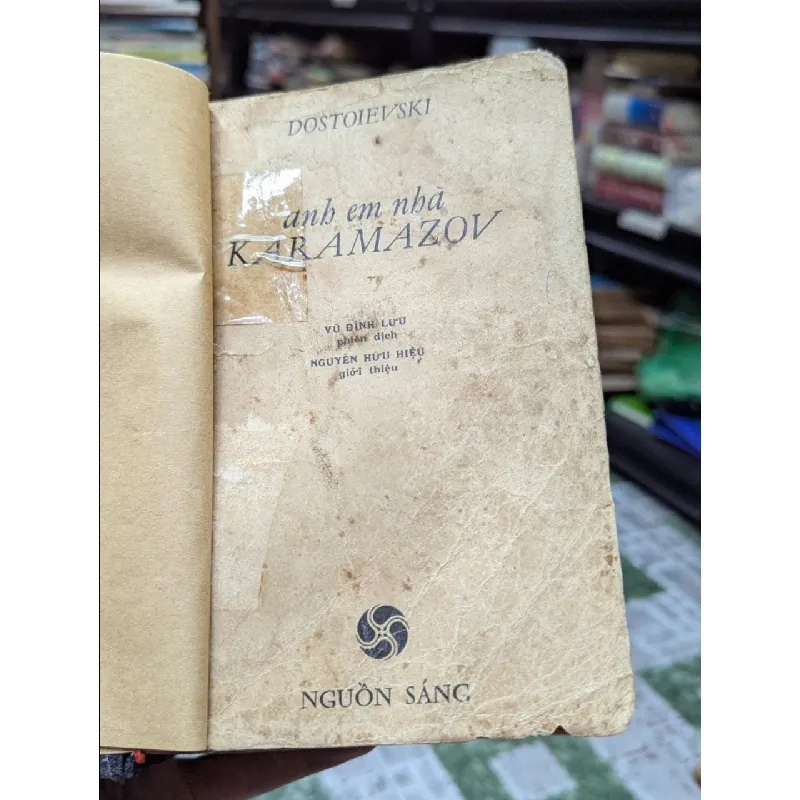 DOSTOIEVSKI
anh em nhà
KARAMAZOV
VŨ ĐÌNH LƯU
phiên dịch
NGUYỄN HỮU HIỆU
giới thiệu
NGUỒN SÁNG